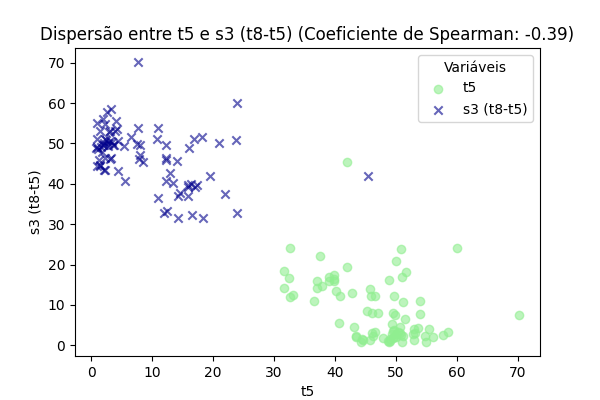 Dispersão entre t5 e s3 (t8-t5) (Coeficiente de Spearman: -0.39)
Variáveis
t5
s3 (t8-t5)
s3 (t8-t5)
70
60
50
40
30
20
10
0
0 10 20 30 40 50 60 70
t5